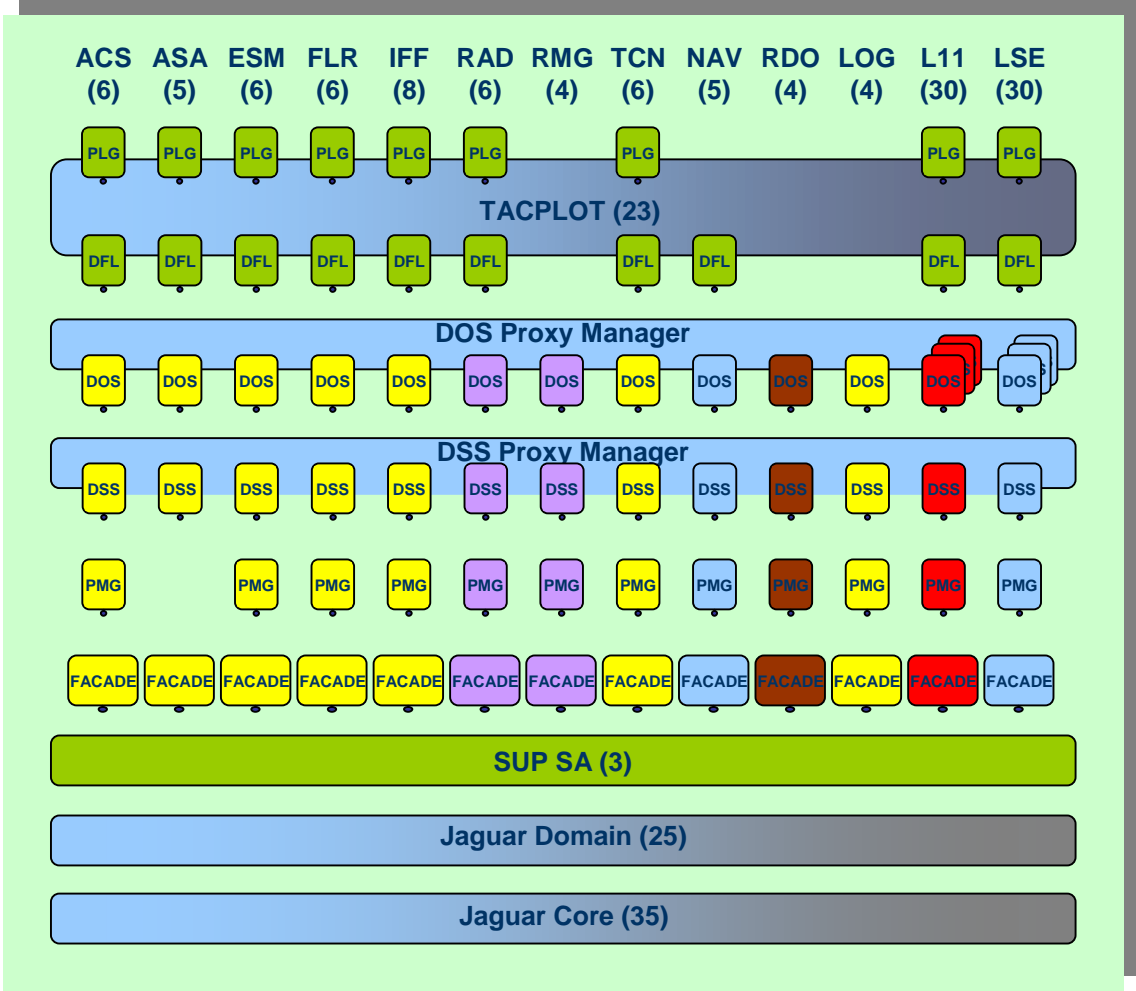 ACS ASA ESM FLR IFF RAD RMG TCN NAV RDO LOG L11 LSE
(6) (5) (6) (6) (8) (6) (4) (6) (5) (4) (4) (30) (30)
PLG PLG PLG PLG PLG PLG PLG PLG PLG
TACPLOT (23)
DFL DFL DFL DFL DFL DFL DFL DFL DFL DFL
DOS Proxy Manager
DOS DOS DOS DOS DOS DOS DOS DOS DOS DOS DOS DOS DOS
DSS Proxy Manager
DSS DSS DSS DSS DSS DSS DSS DSS DSS DSS DSS DSS DSS
PMG PMG PMG PMG PMG PMG PMG PMG PMG PMG PMG PMG
FACADE FACADE FACADE FACADE FACADE FACADE FACADE FACADE FACADE FACADE FACADE FACADE FACADE
SUP SA (3)
Jaguar Domain (25)
Jaguar Core (35)